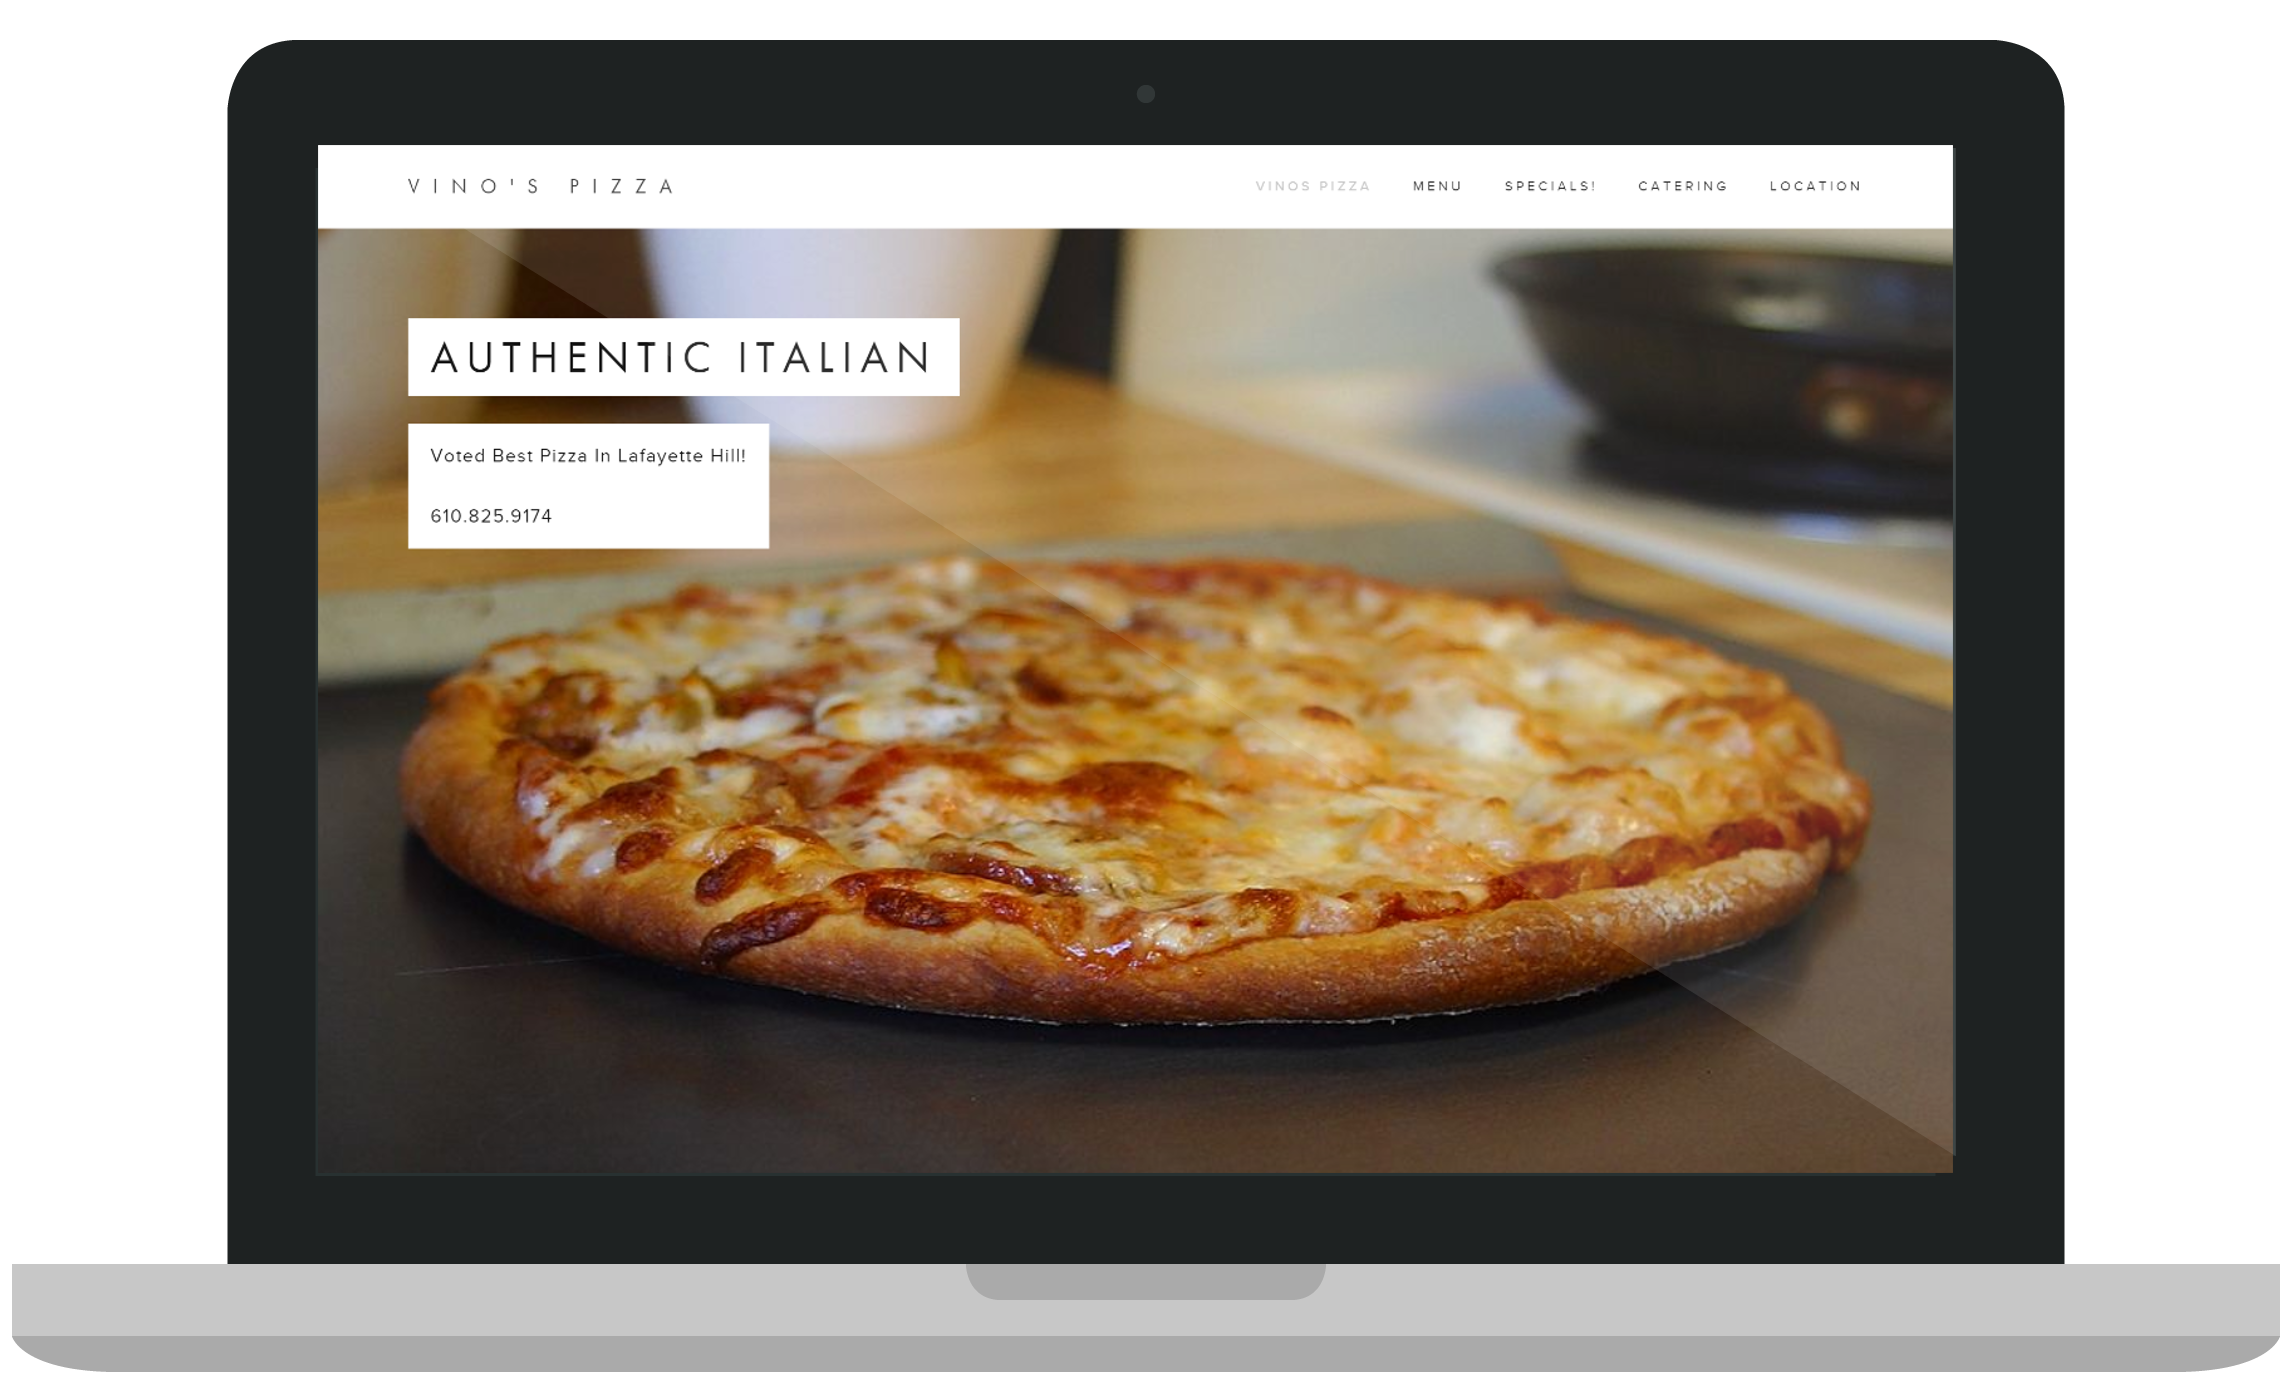 VINO'S PIZZA
VINOS PIZZA MENU SPECIALS! CATERING LOCATION
AUTHENTIC ITALIAN
Voted Best Pizza In Lafayette Hill!
610.825.9174